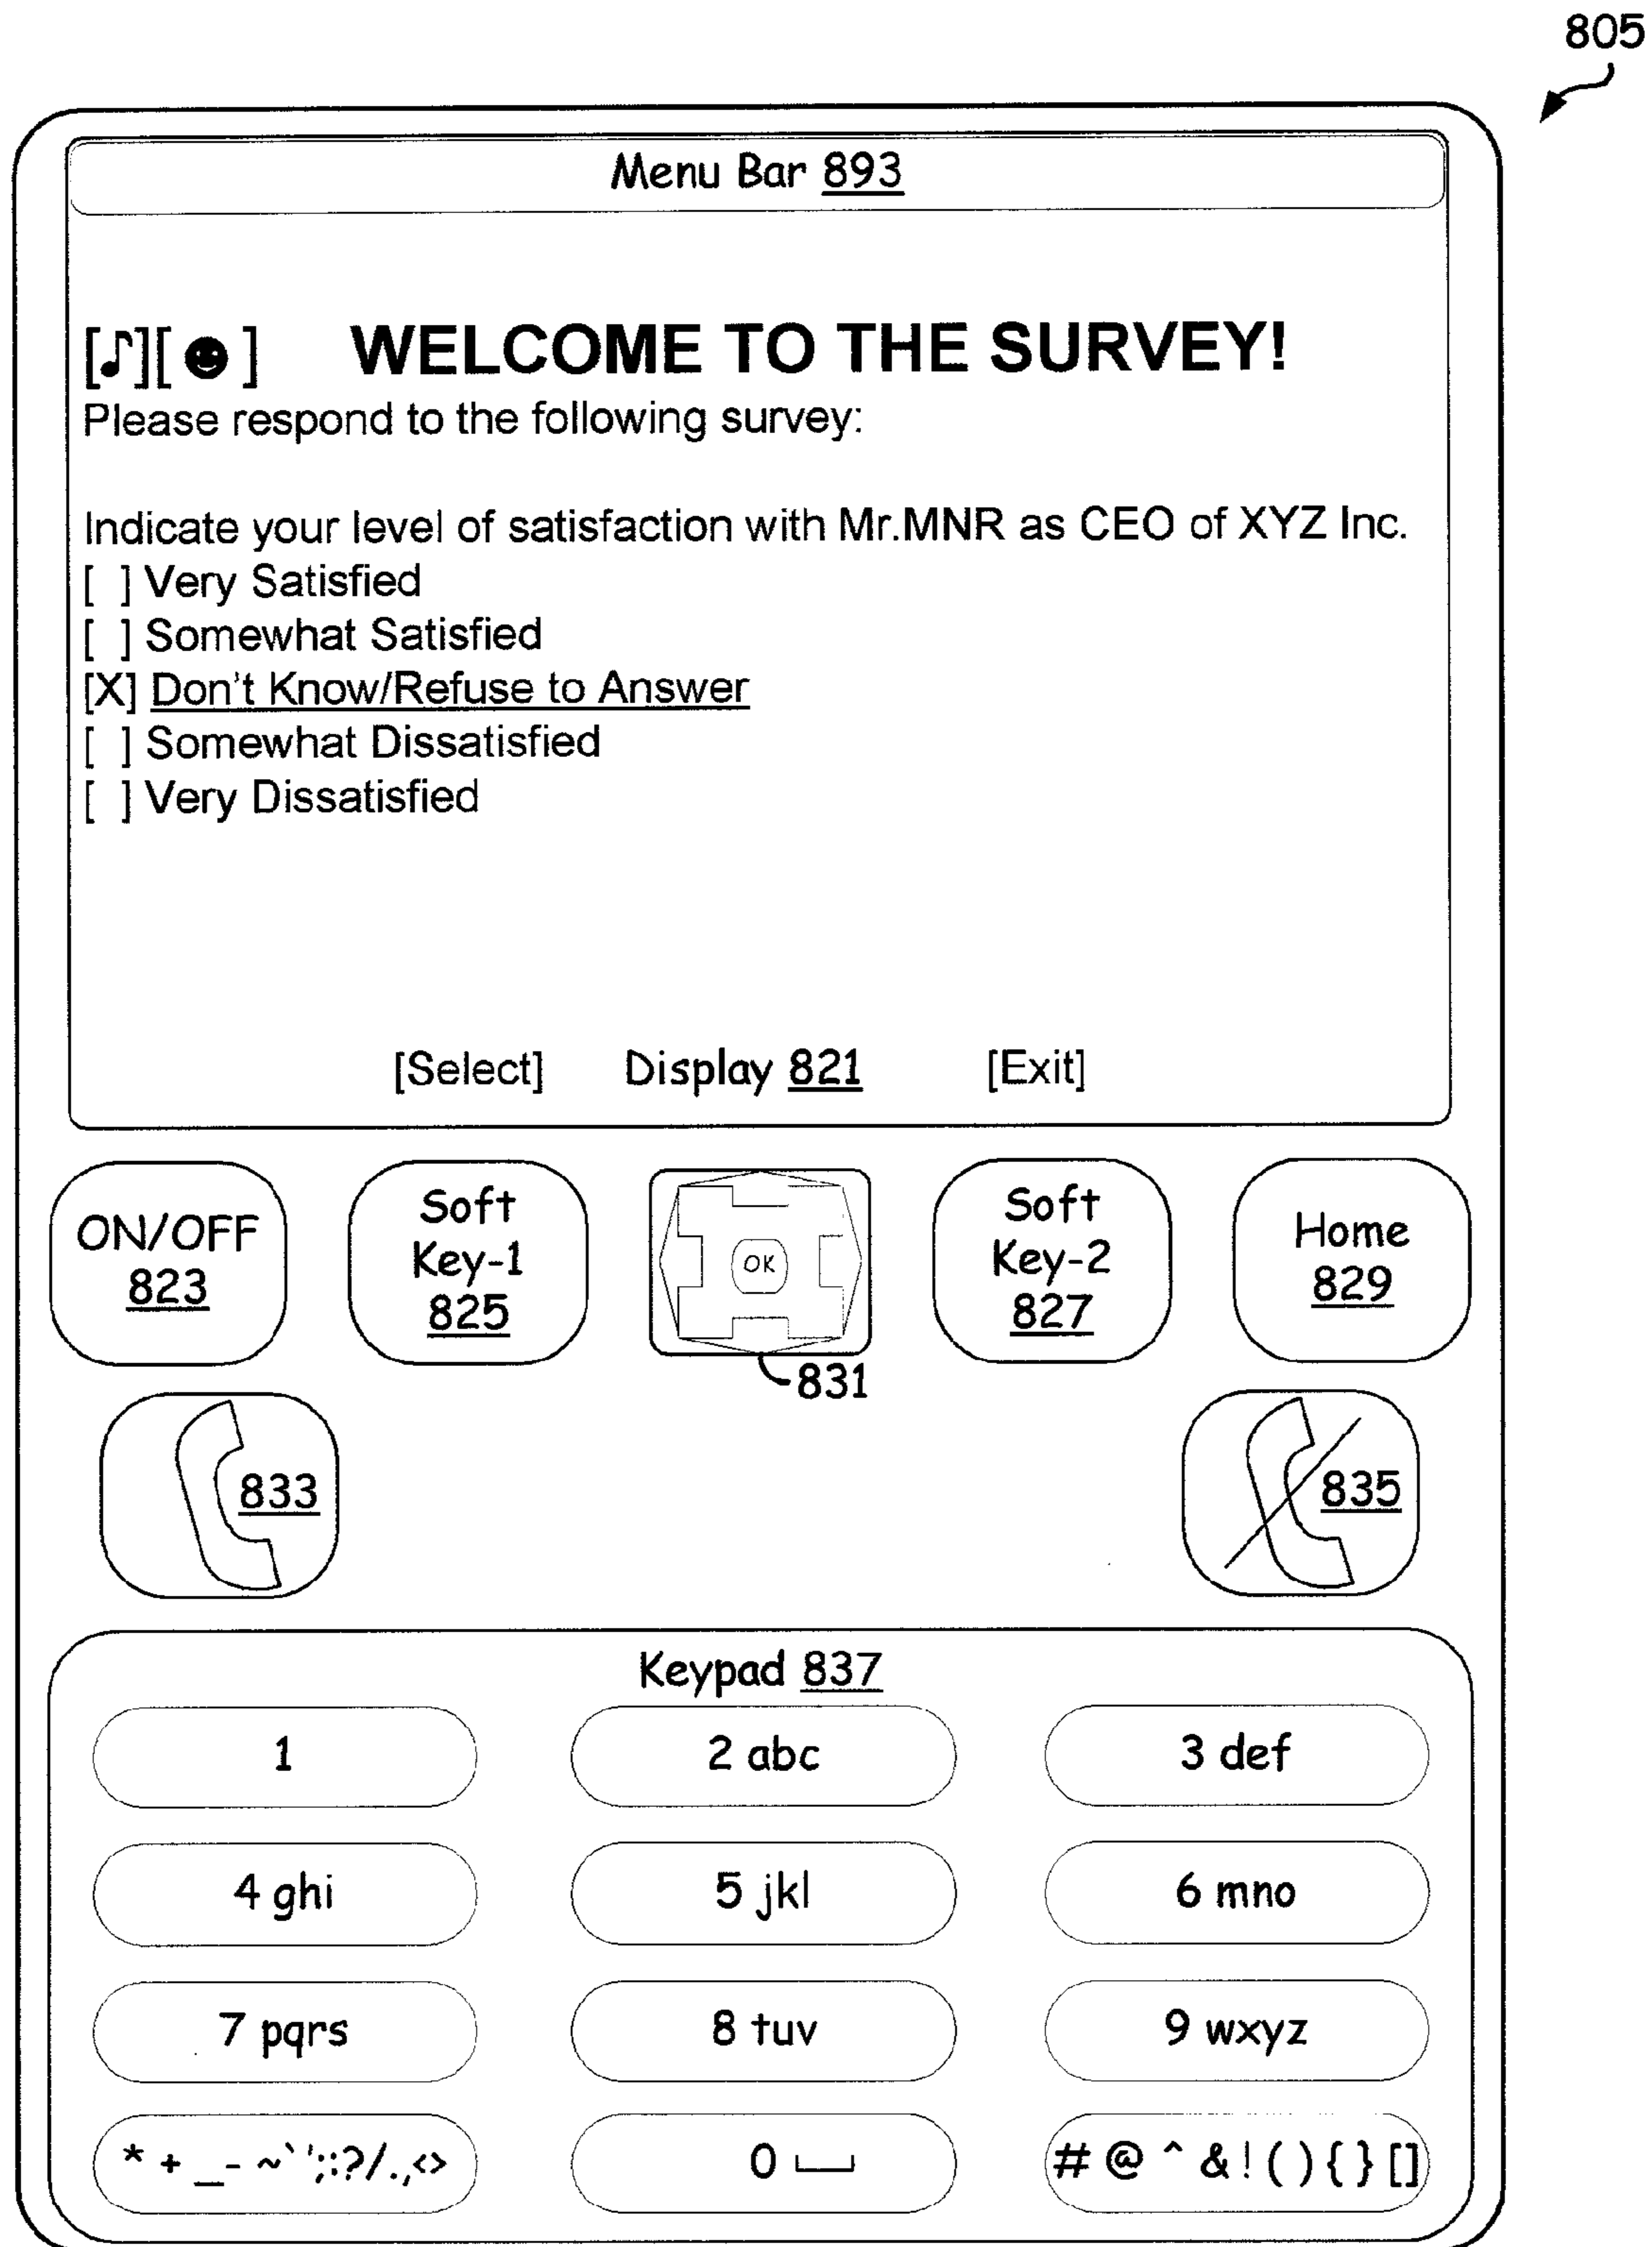 805
Menu Bar 893
[♪][☻] WELCOME TO THE SURVEY!
Please respond to the following survey:
Indicate your level of satisfaction with Mr.MNR as CEO of XYZ Inc.
[ ] Very Satisfied
[ ] Somewhat Satisfied
[X] Don't Know/Refuse to Answer
[ ] Somewhat Dissatisfied
[ ] Very Dissatisfied
[Select] Display 821 [Exit]
ON/OFF
823
Soft
Key-1
825
OK
831
Soft
Key-2
827
Home
829
833
835
Keypad 837
1
2 abc
3 def
4 ghi
5 jkl
6 mno
7 pqrs
8 tuv
9 wxyz
* + _- ~` ';:?/.,<>
0 ⎵
# @ ^ & ! ( ) { } []